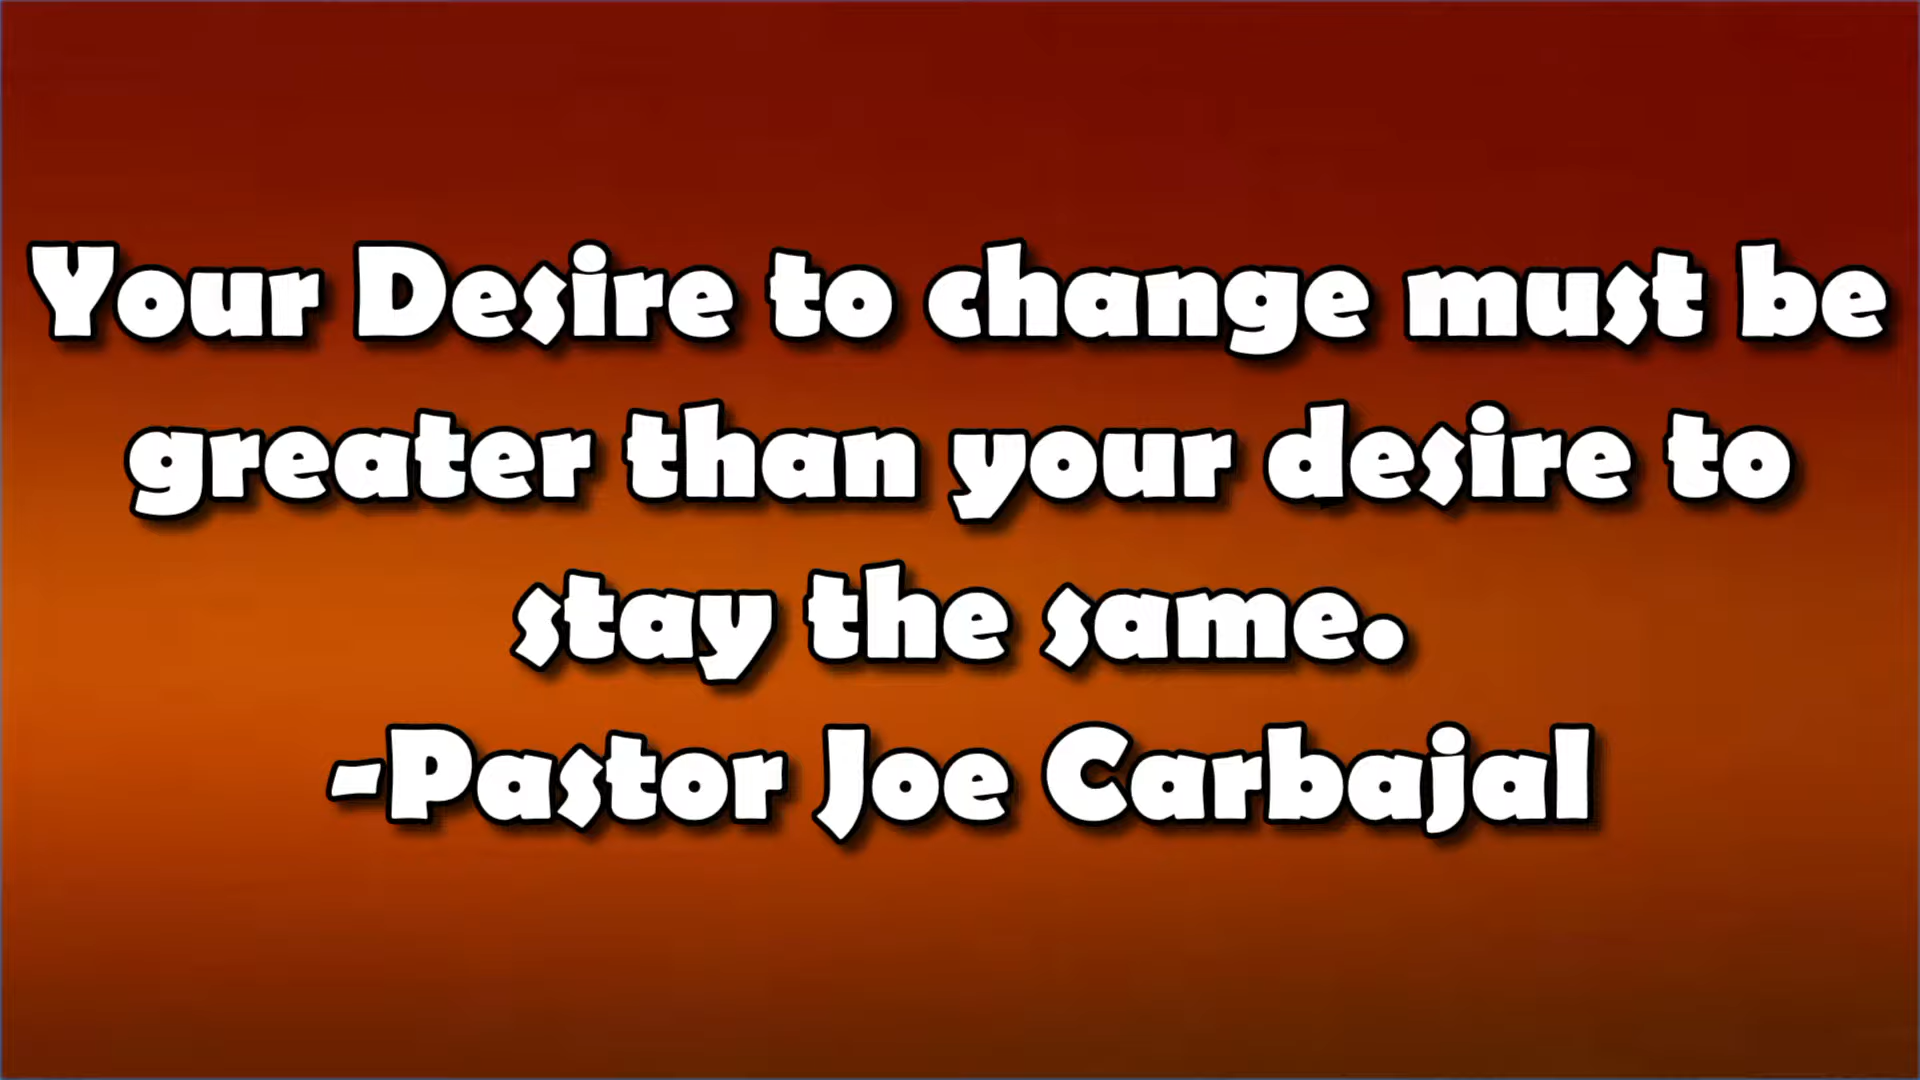 Your Desire to change must be
greater than your desire to
stay the same.
-Pastor Joe Carbajal